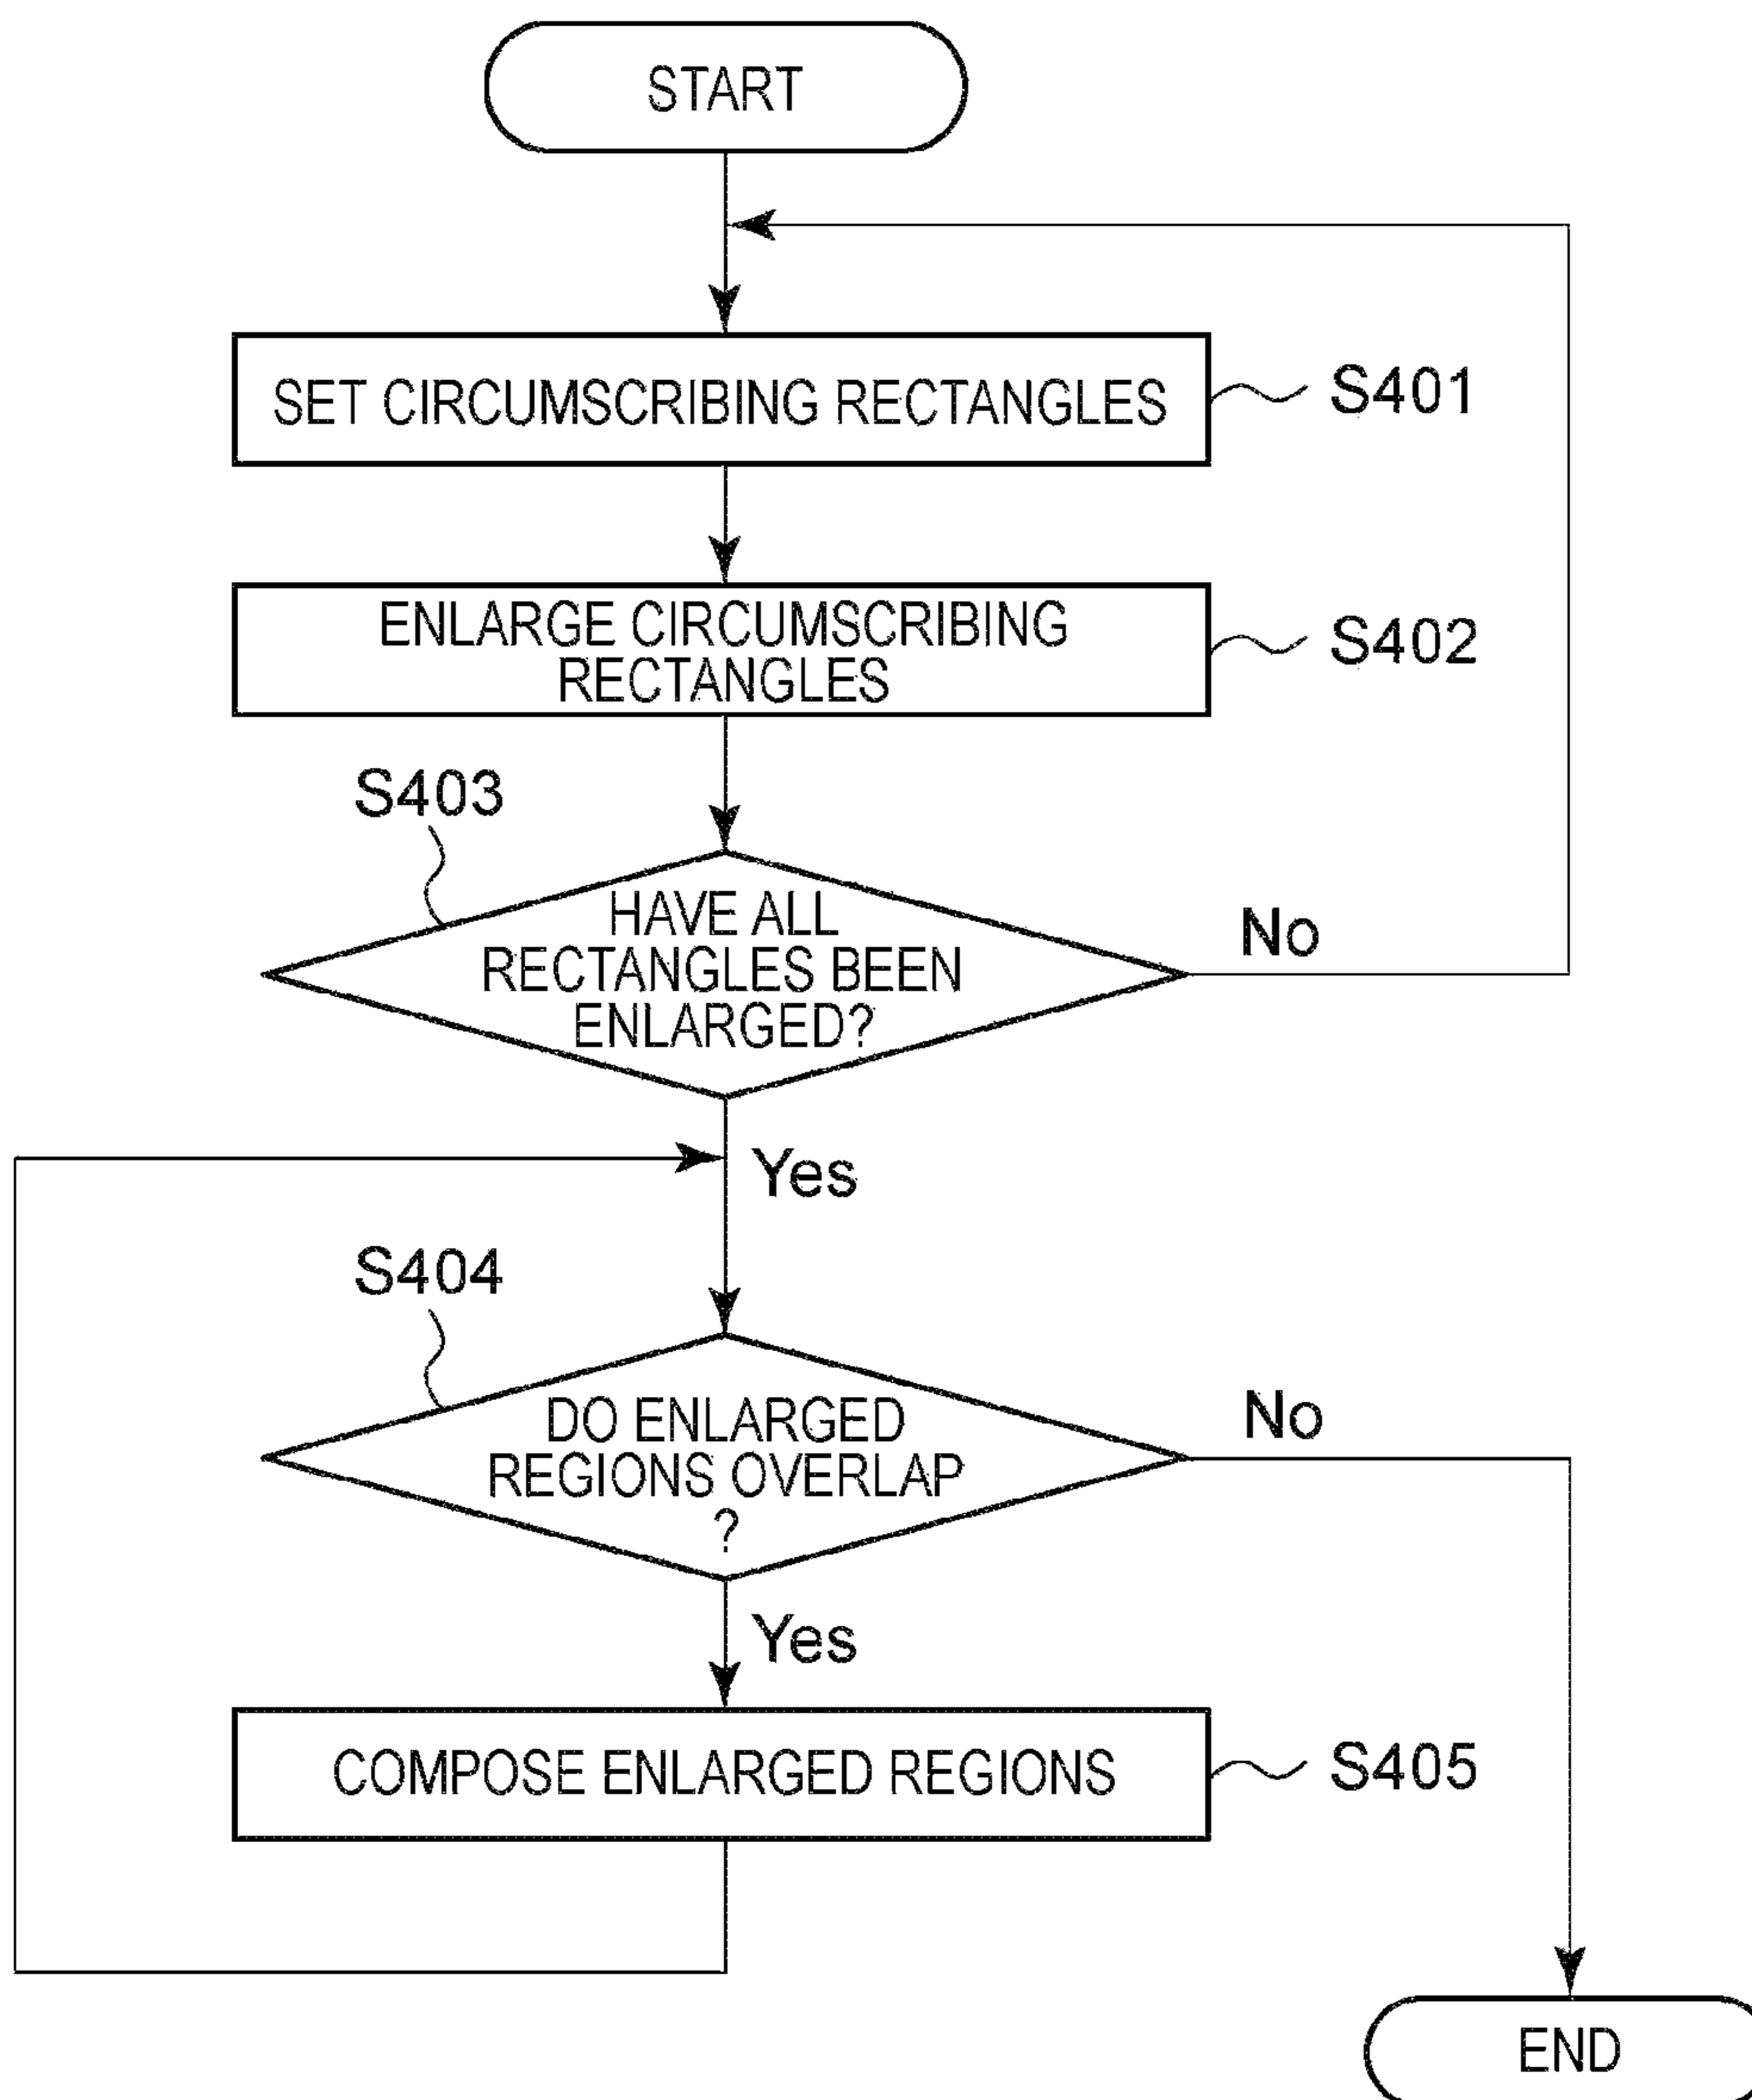 START
SET CIRCUMSCRIBING RECTANGLES
S401
ENLARGE CIRCUMSCRIBING
RECTANGLES
S402
S403
HAVE ALL
RECTANGLES BEEN
ENLARGED?
No
Yes
S404
DO ENLARGED
REGIONS OVERLAP
?
No
Yes
COMPOSE ENLARGED REGIONS
S405
END